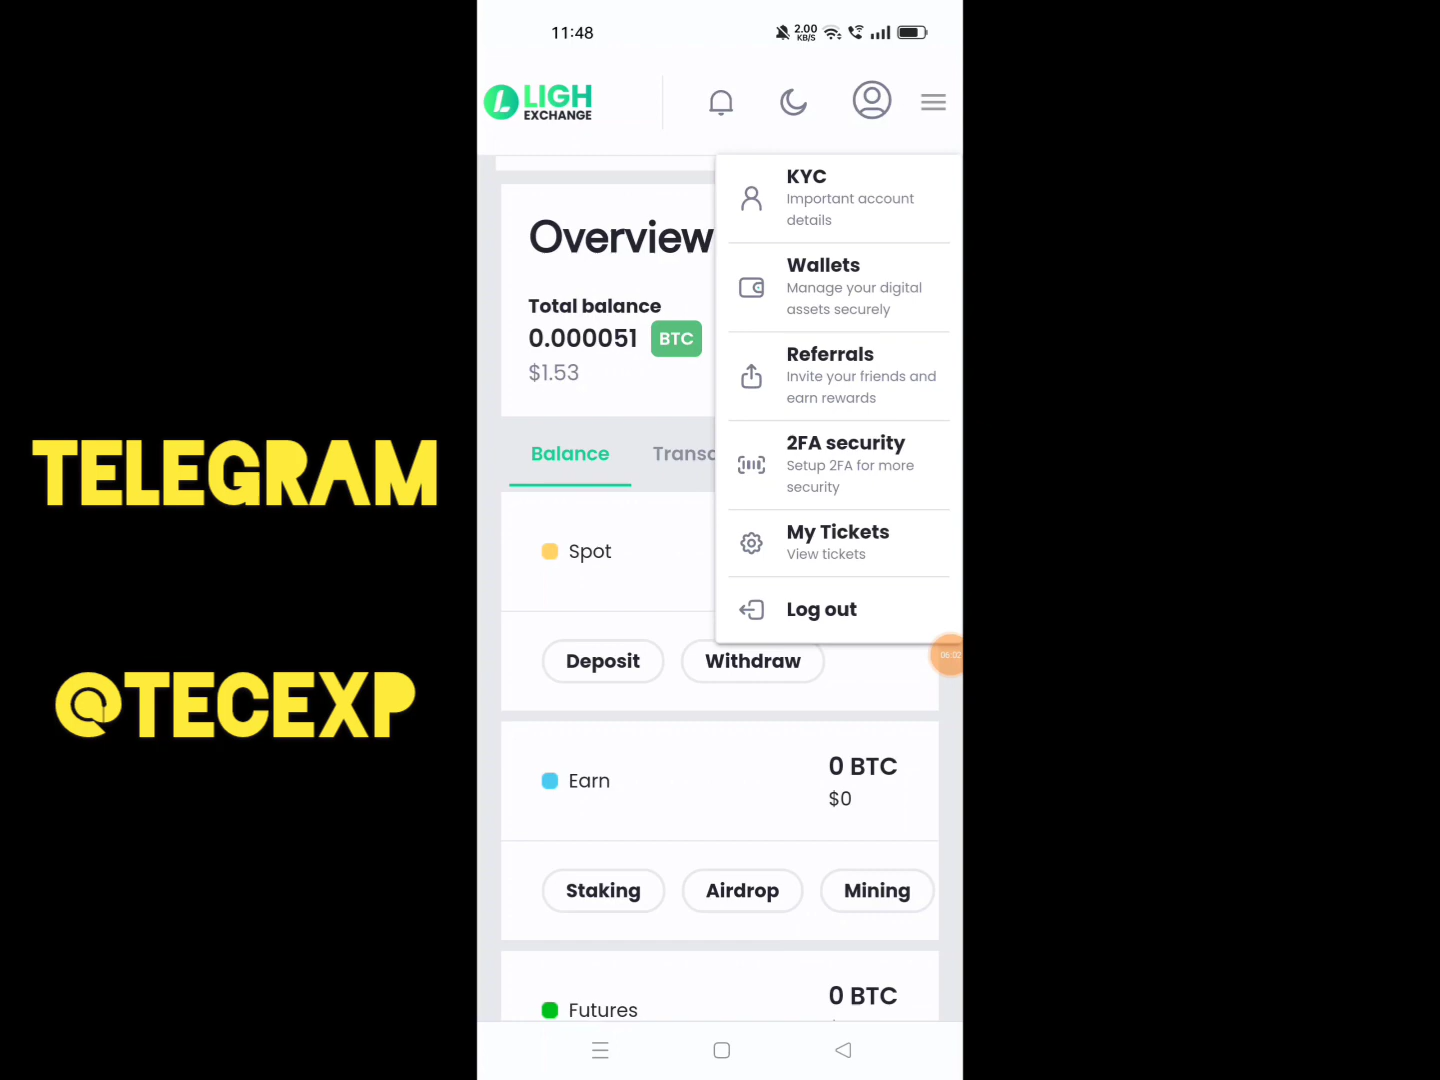 11:48
2.00
KB/S
LIGH
EXCHANGE
KYC
Important account
details
Overview
Wallets
Manage your digital
assets securely
Total balance
0.000051 BTC
$1.53
Referrals
Invite your friends and
earn rewards
Balance
Transa
2FA security
Setup 2FA for more
security
My Tickets
View tickets
Spot
Log out
06:02
Deposit
Withdraw
Earn
0 BTC
$0
Staking
Airdrop
Mining
Futures
0 BTC
TELEGRAM
@TECEXP